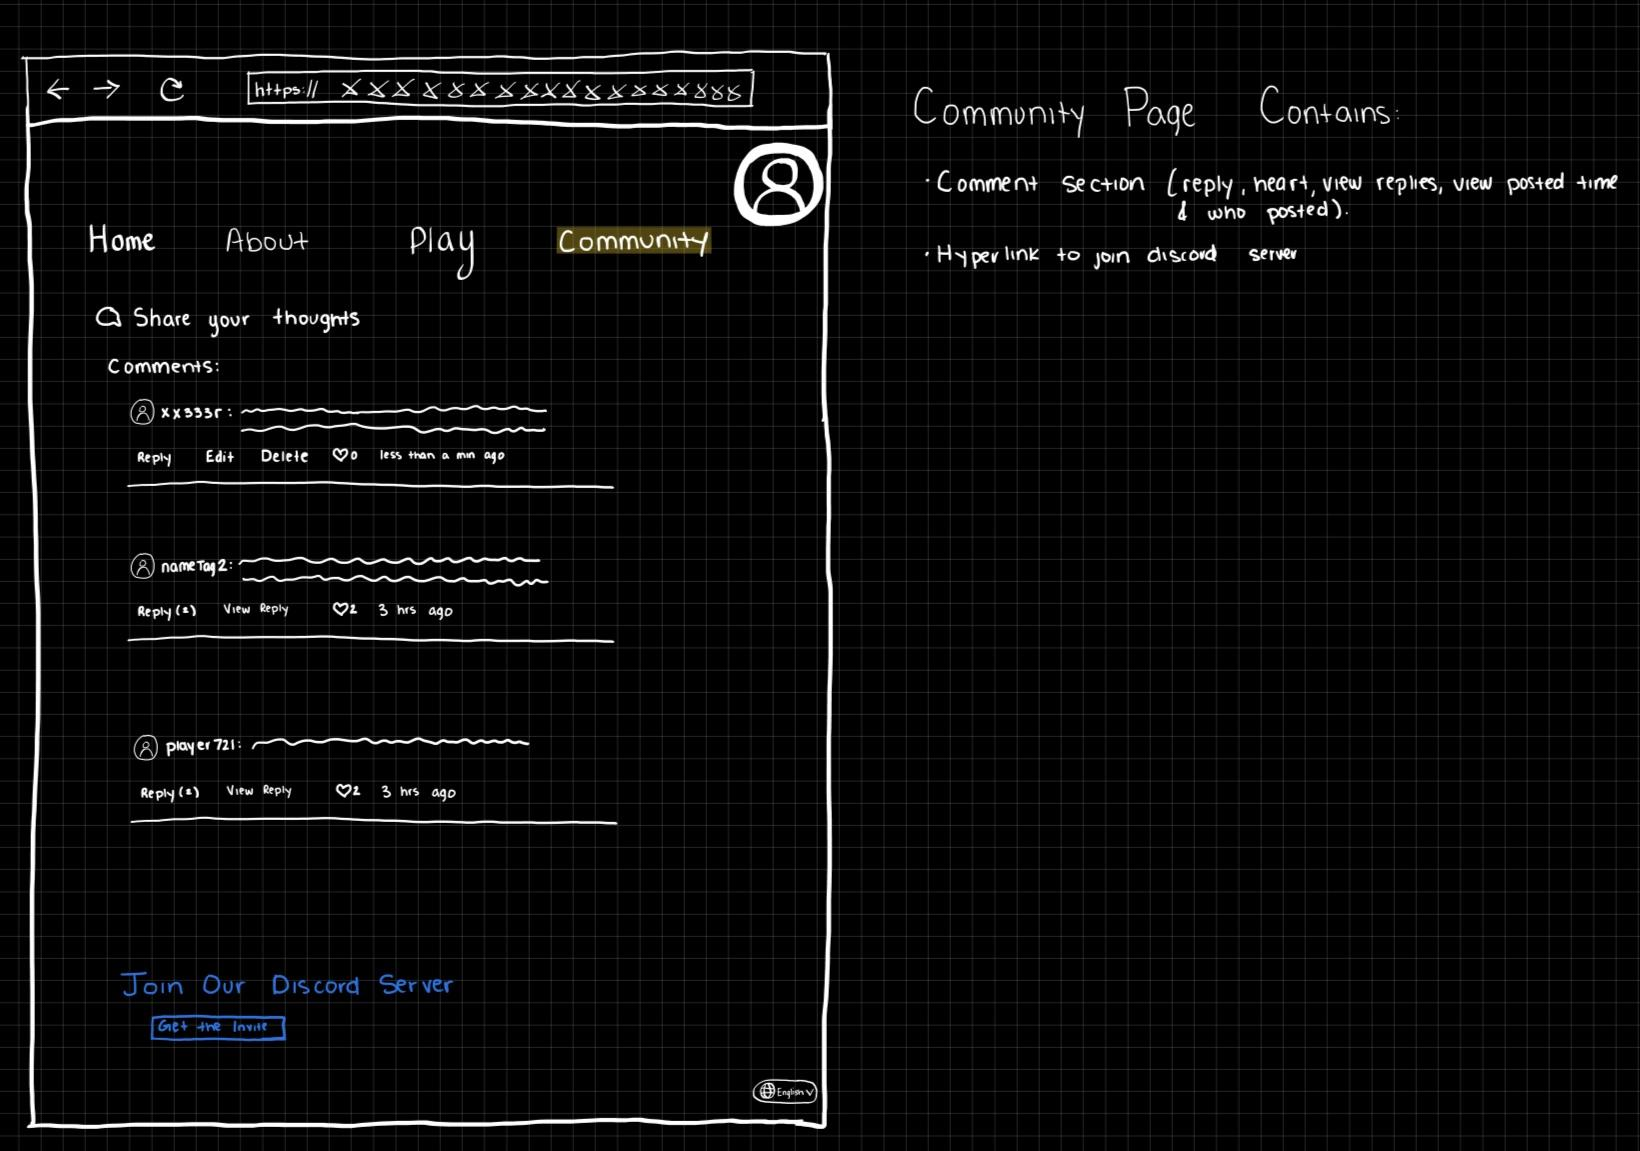 https:// xxxxxxxxxxxxxxxxxx
Home About Play Community
Share your thoughts
Comments:
xx333r:
Reply Edit Delete 0 less than a min ago
nameTag2:
Reply (2) View Reply 2 3 hrs ago
player721:
Reply (2) View Reply 2 3 hrs ago
Join Our Discord Server
Get the Invite
English
Community Page Contains:
• Comment section (reply, heart, view replies, view posted time
& who posted).
• Hyperlink to join discord server